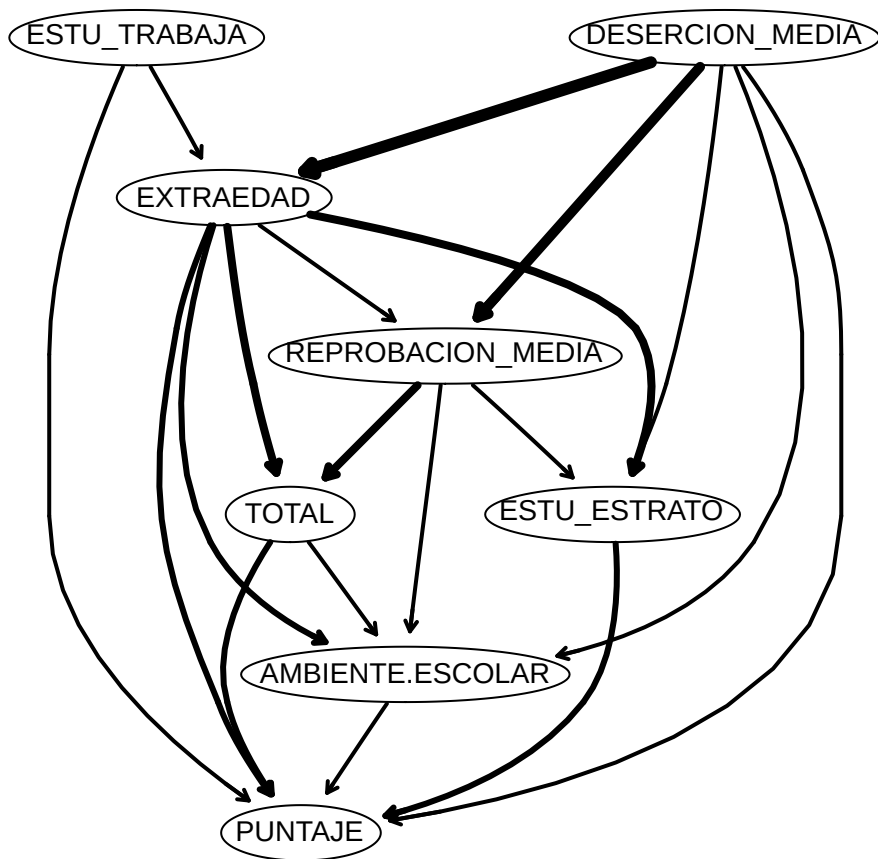 ESTU_TRABAJA
DESERCION_MEDIA
EXTRAEDAD
REPROBACION_MEDIA
TOTAL
ESTU_ESTRATO
AMBIENTE.ESCOLAR
PUNTAJE